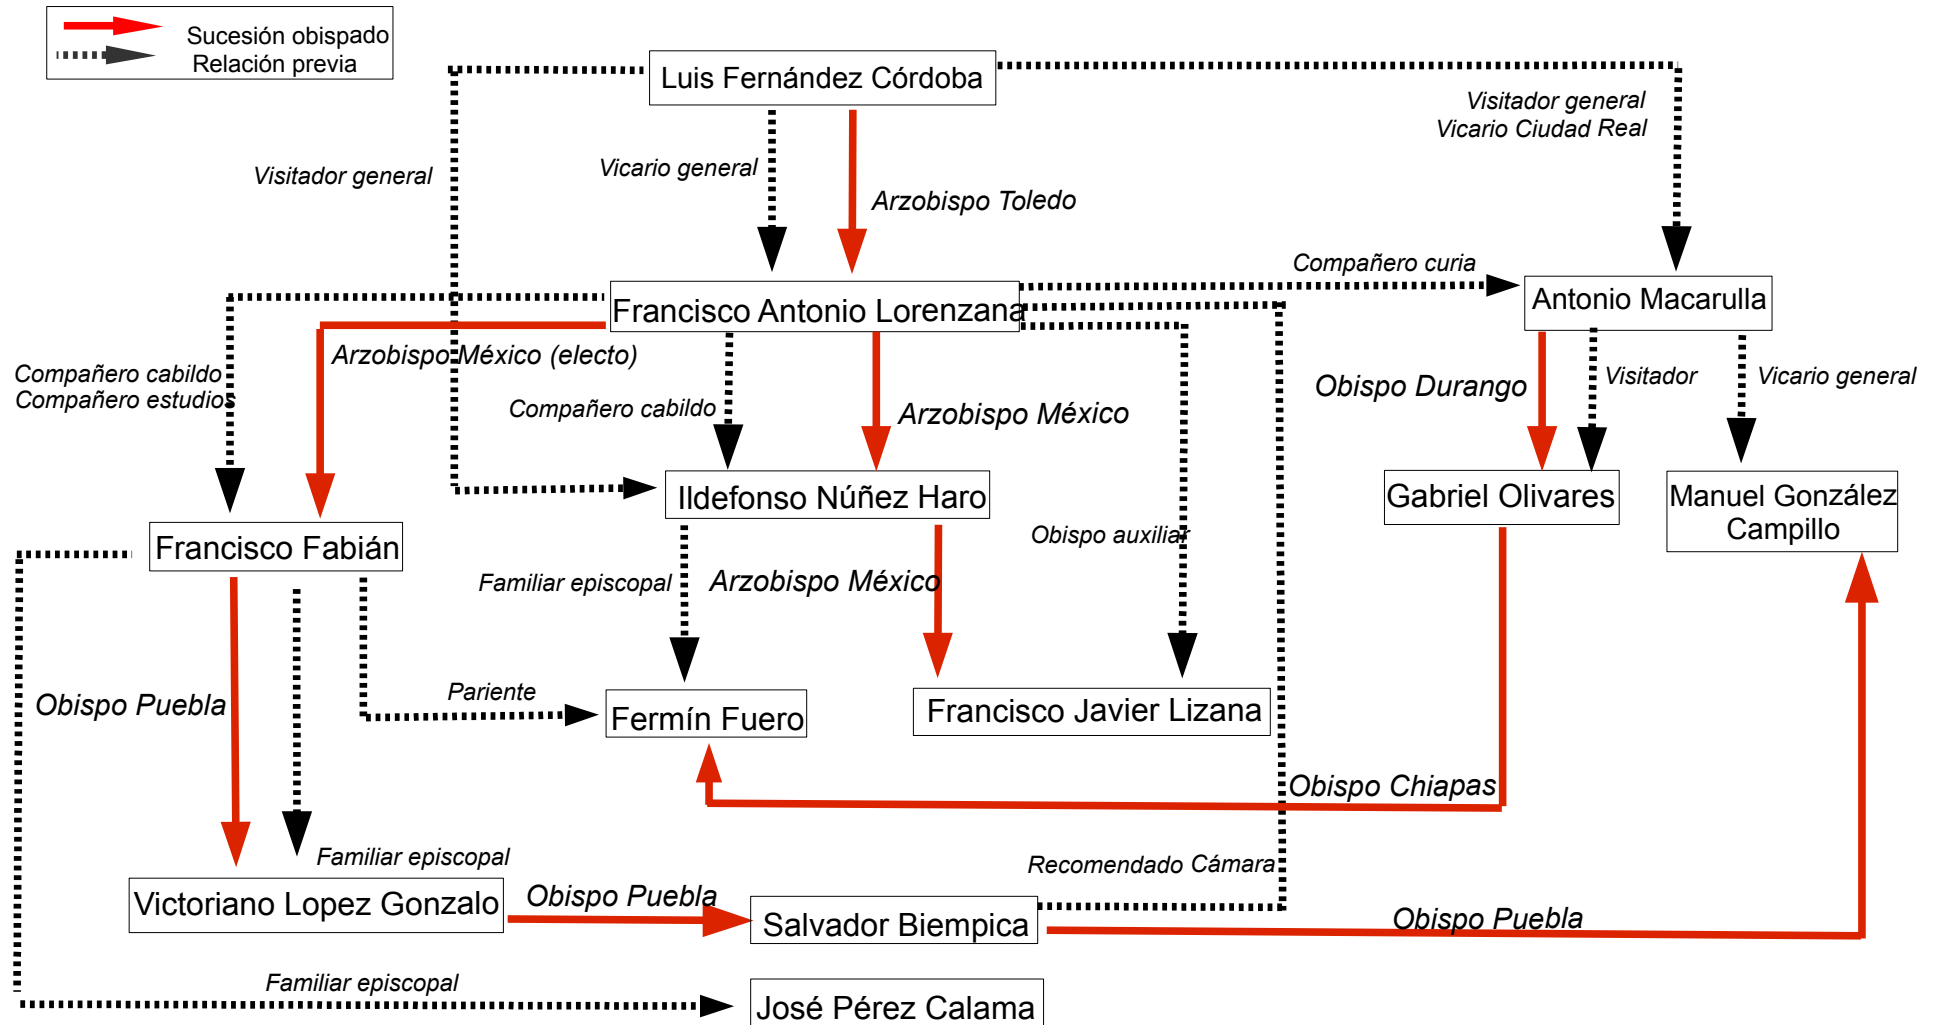 Sucesión obispado
Relación previa
Luis Fernández Córdoba
Visitador general
Vicario Ciudad Real
Visitador general
Vicario general
Arzobispo Toledo
Compañero curia
Francisco Antonio Lorenzana
Antonio Macarulla
Arzobispo México (electo)
Compañero cabildo
Compañero estudios
Compañero cabildo
Arzobispo México
Obispo Durango
Visitador
Vicario general
Ildefonso Núñez Haro
Gabriel Olivares
Manuel González
Campillo
Francisco Fabián
Obispo auxiliar
Familiar episcopal
Arzobispo México
Obispo Puebla
Pariente
Fermín Fuero
Francisco Javier Lizana
Obispo Chiapas
Familiar episcopal
Recomendado Cámara
Victoriano Lopez Gonzalo
Obispo Puebla
Salvador Biempica
Obispo Puebla
Familiar episcopal
José Pérez Calama